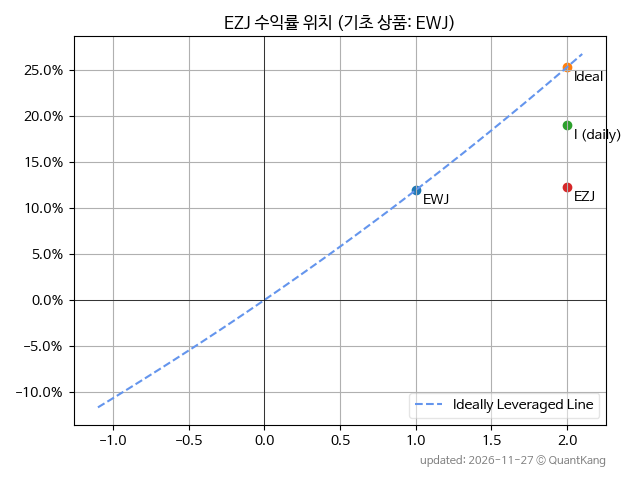 EZJ 수익률 위치 (기초 상품: EWJ)
25.0%
20.0%
15.0%
10.0%
5.0%
0.0%
−5.0%
−10.0%
Ideal
I (daily)
EZJ
EWJ
Ideally Leveraged Line
−1.0 −0.5 0.0 0.5 1.0 1.5 2.0
updated: 2026-11-27 © QuantKang